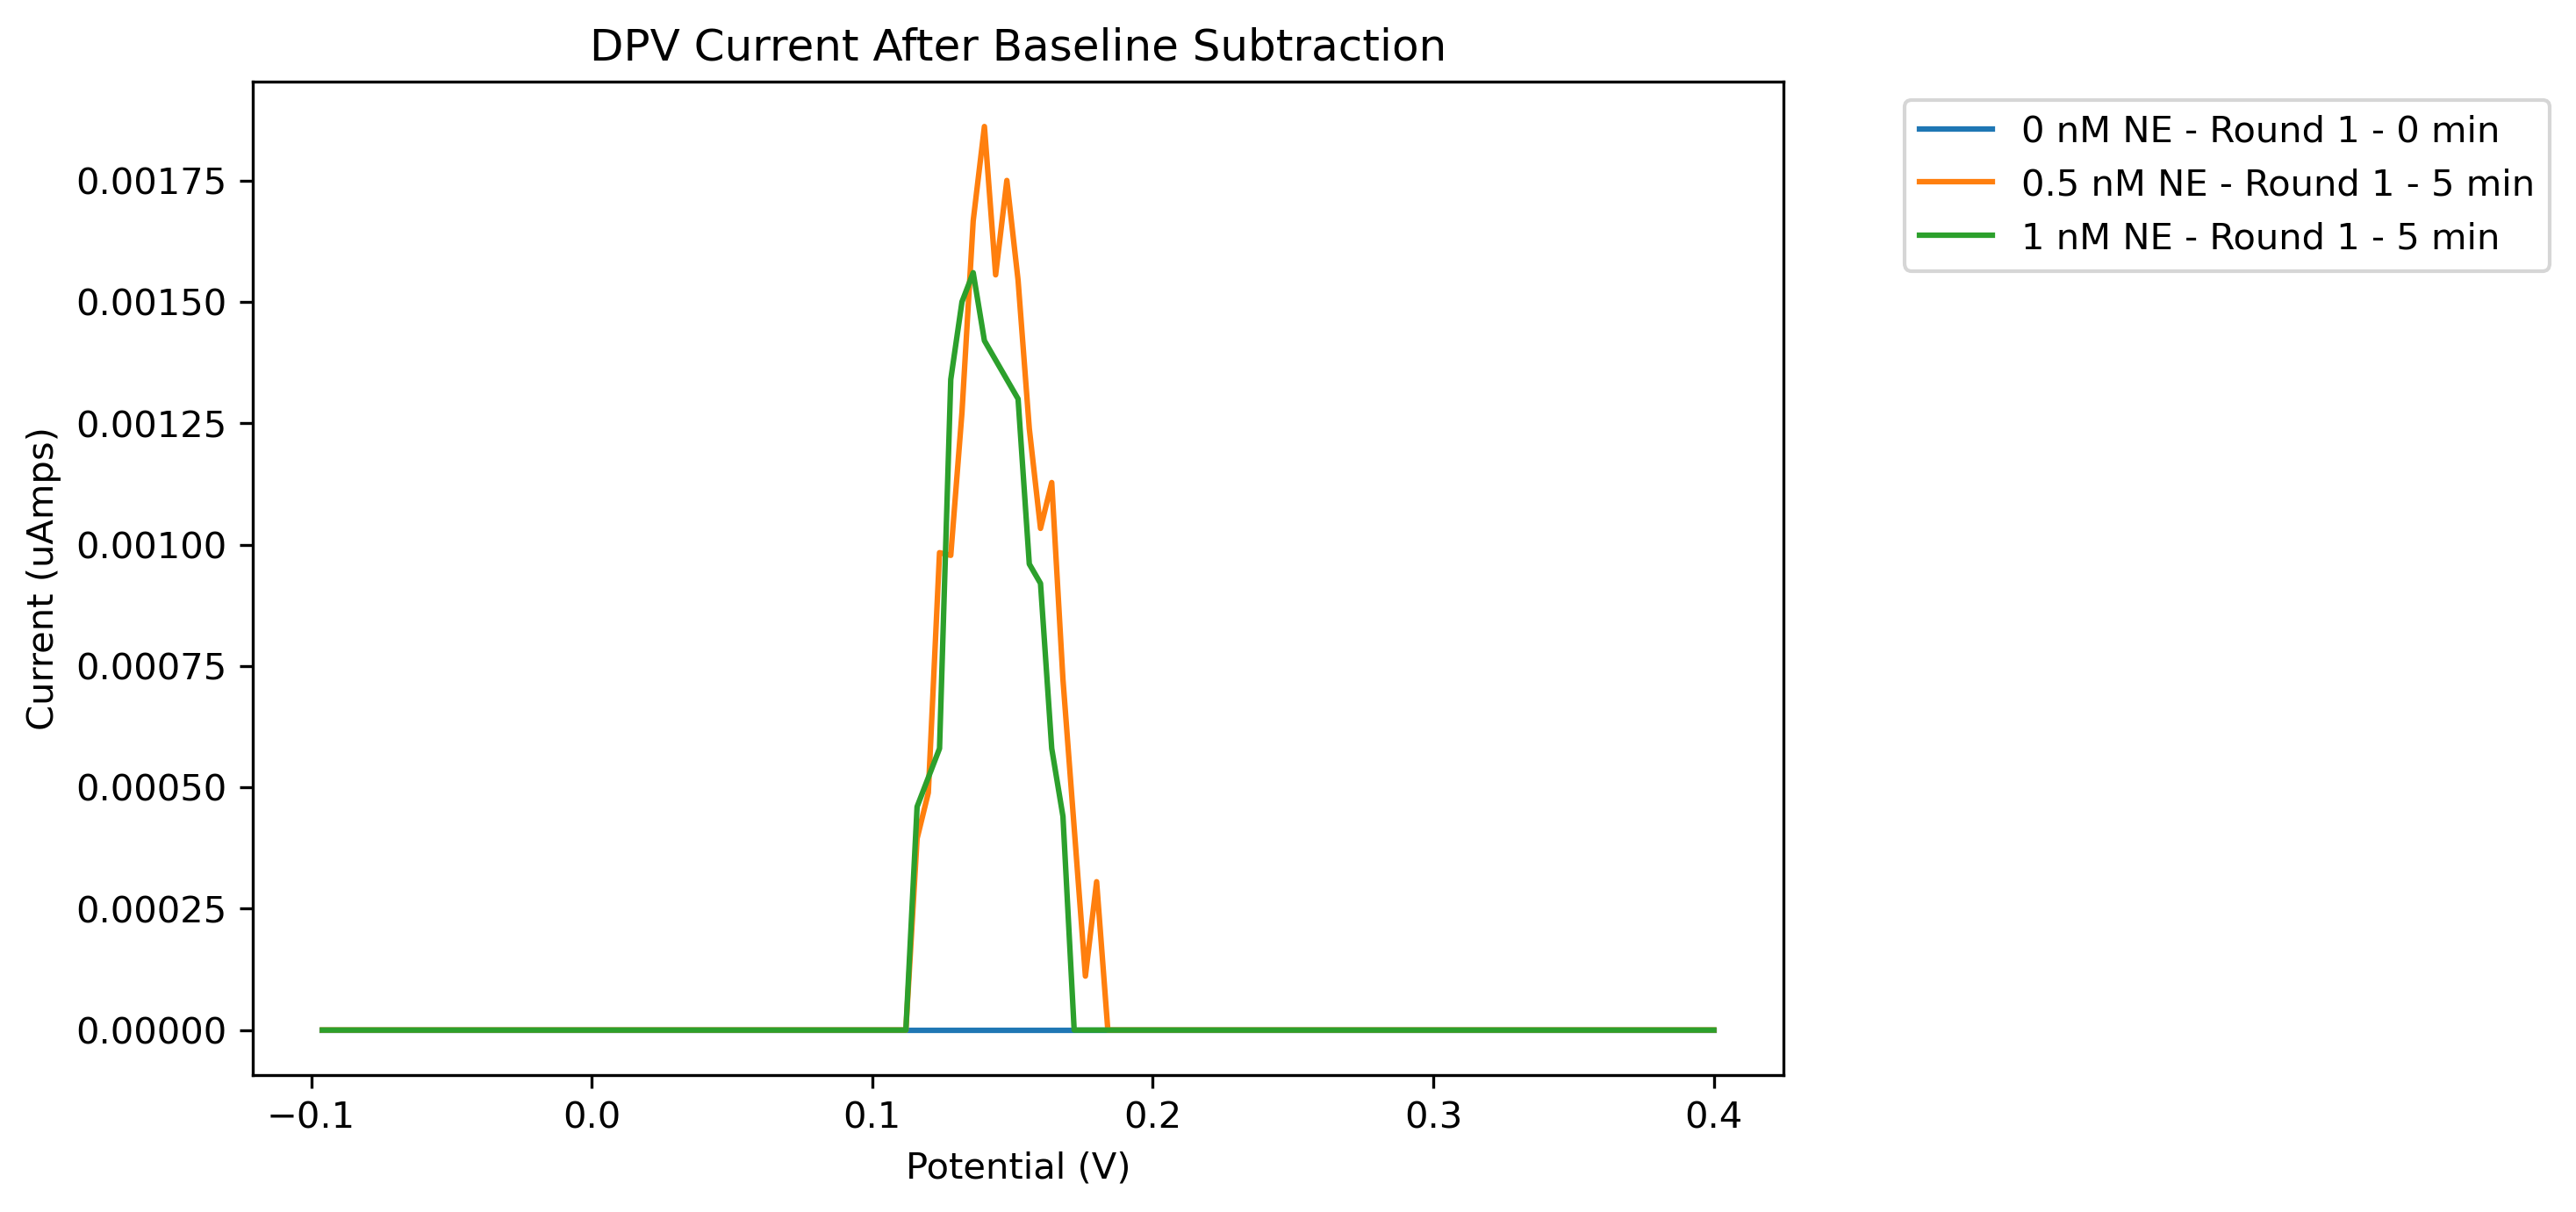 DPV Current After Baseline Subtraction
0 nM NE - Round 1 - 0 min
0.5 nM NE - Round 1 - 5 min
1 nM NE - Round 1 - 5 min
Current (uAmps)
0.00175
0.00150
0.00125
0.00100
0.00075
0.00050
0.00025
0.00000
−0.1 0.0 0.1 0.2 0.3 0.4
Potential (V)